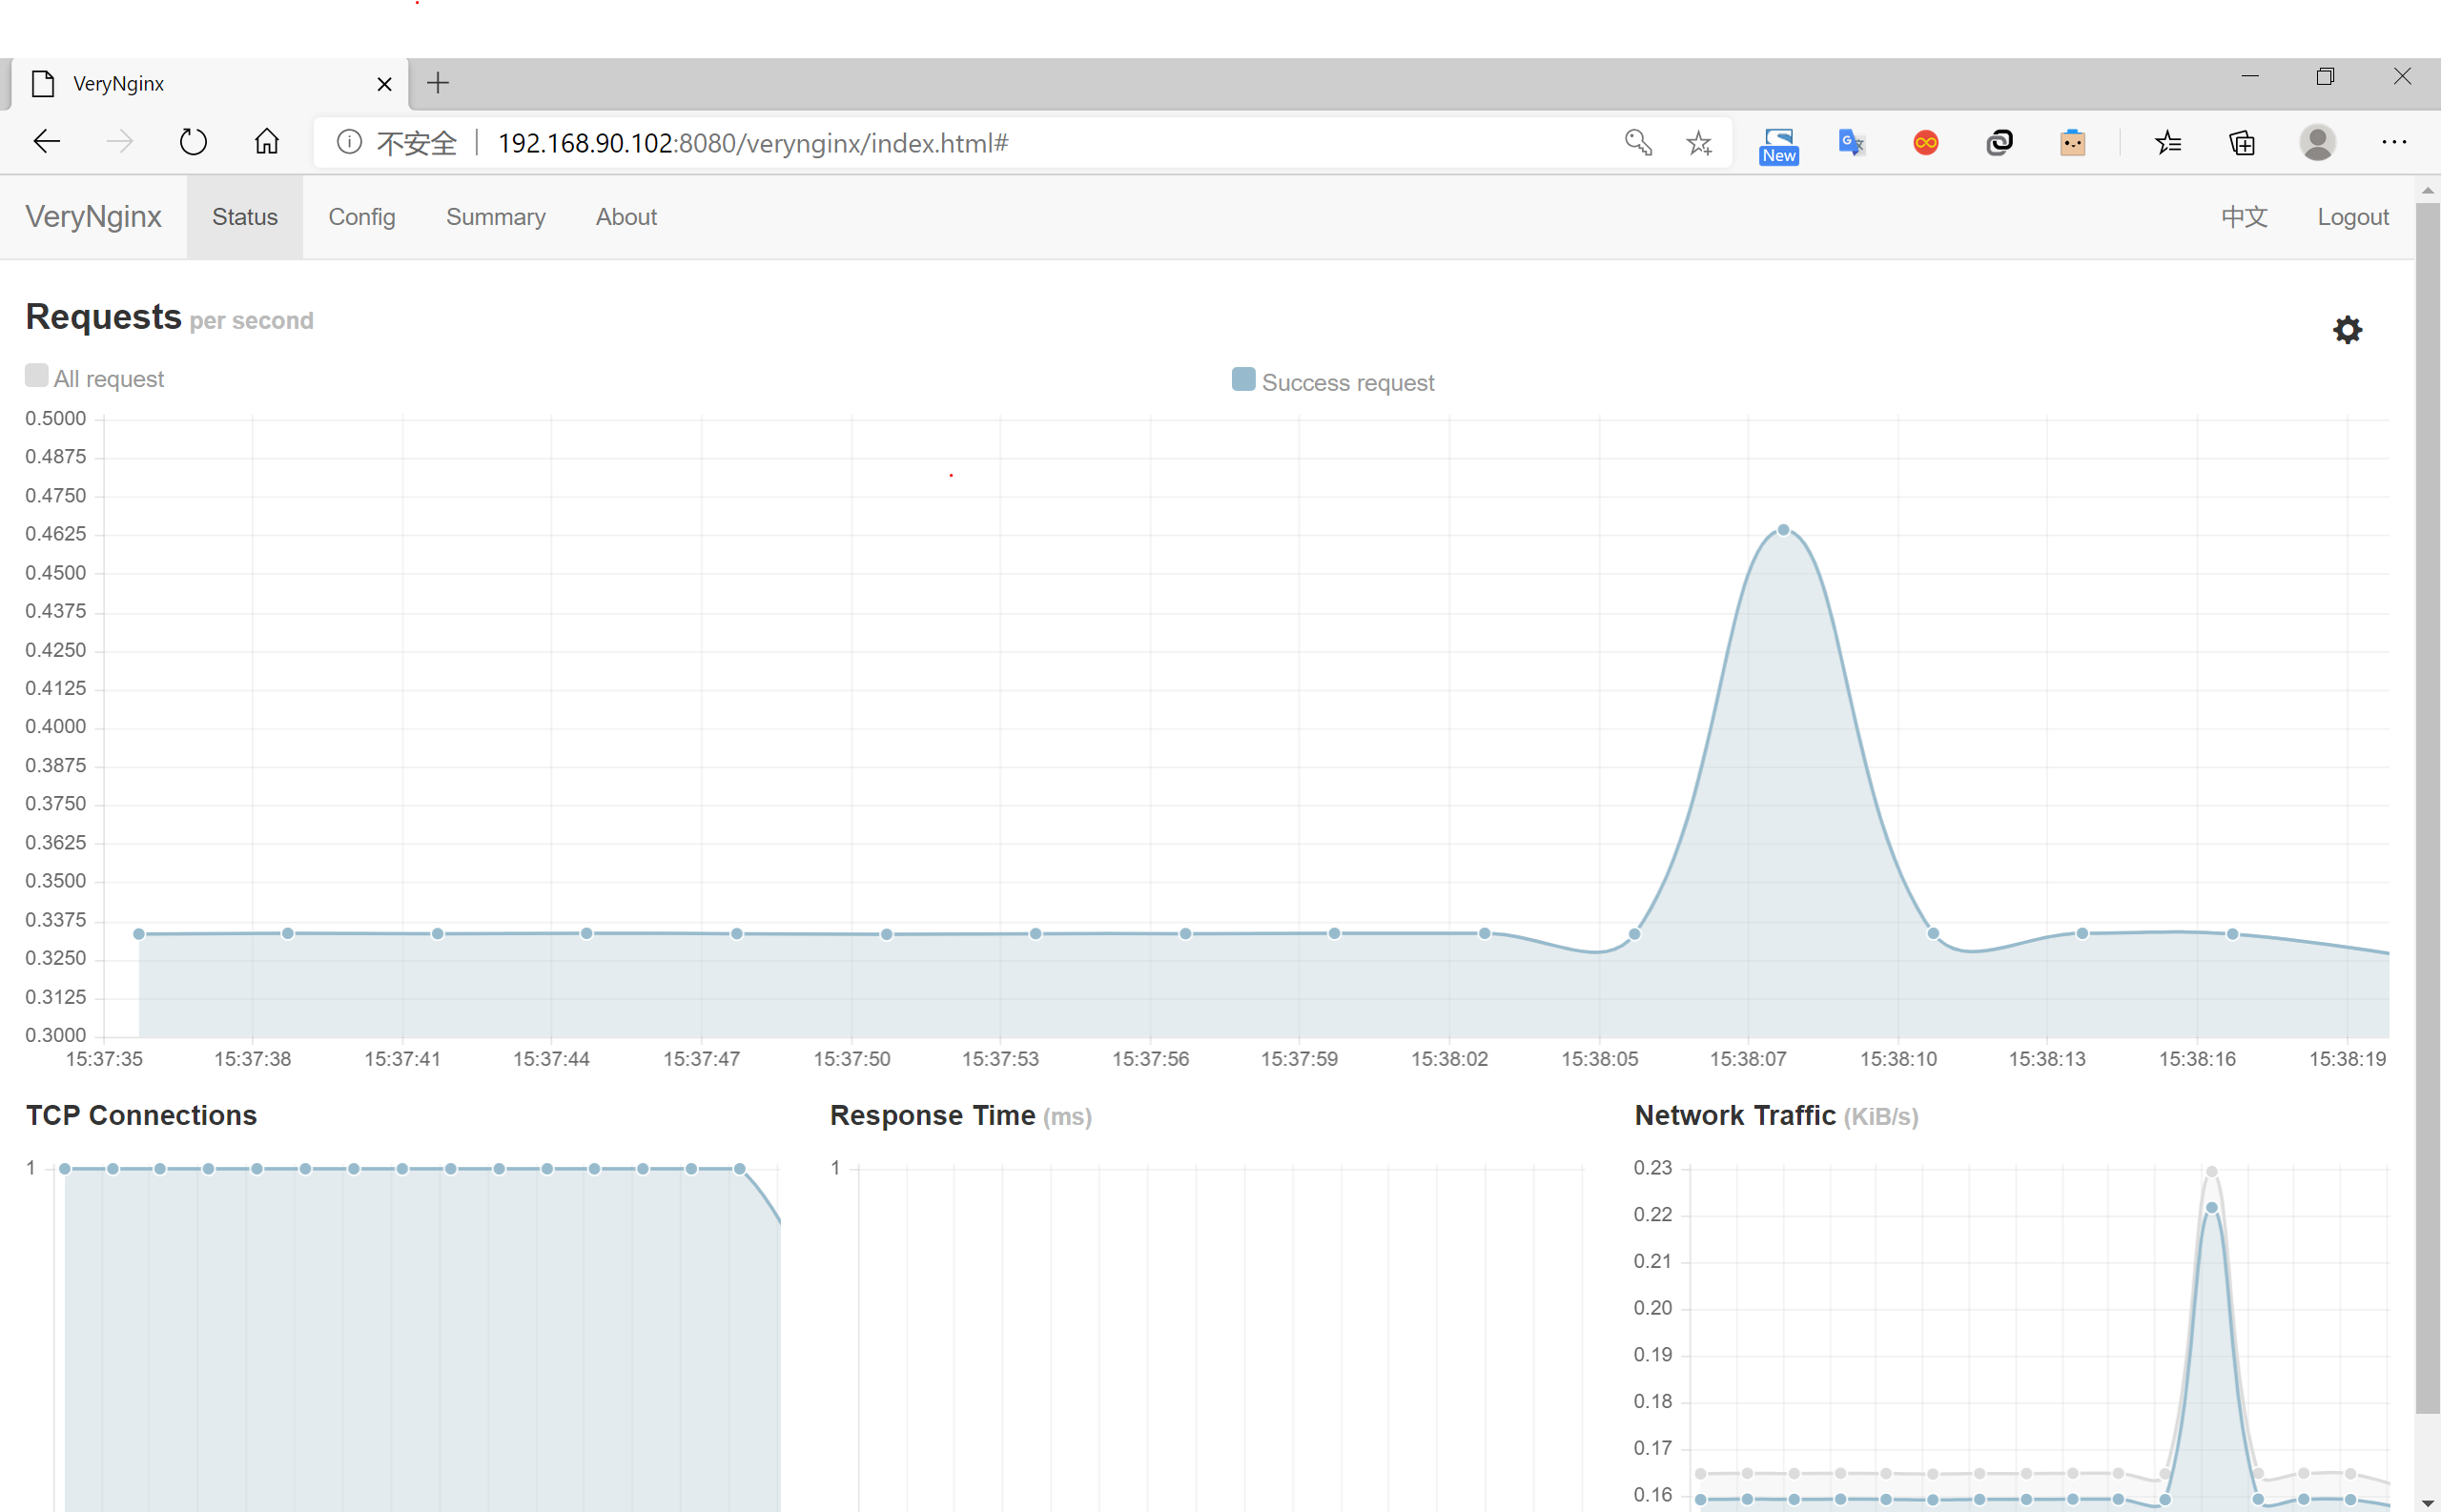 VeryNginx
不安全 | 192.168.90.102:8080/verynginx/index.html#
New
VeryNginx Status Config Summary About 中文 Logout
Requests per second
All request Success request
0.5000
0.4875
0.4750
0.4625
0.4500
0.4375
0.4250
0.4125
0.4000
0.3875
0.3750
0.3625
0.3500
0.3375
0.3250
0.3125
0.3000
15:37:35 15:37:38 15:37:41 15:37:44 15:37:47 15:37:50 15:37:53 15:37:56 15:37:59 15:38:02 15:38:05 15:38:07 15:38:10 15:38:13 15:38:16 15:38:19
TCP Connections
1
Response Time (ms)
1
Network Traffic (KiB/s)
0.23
0.22
0.21
0.20
0.19
0.18
0.17
0.16